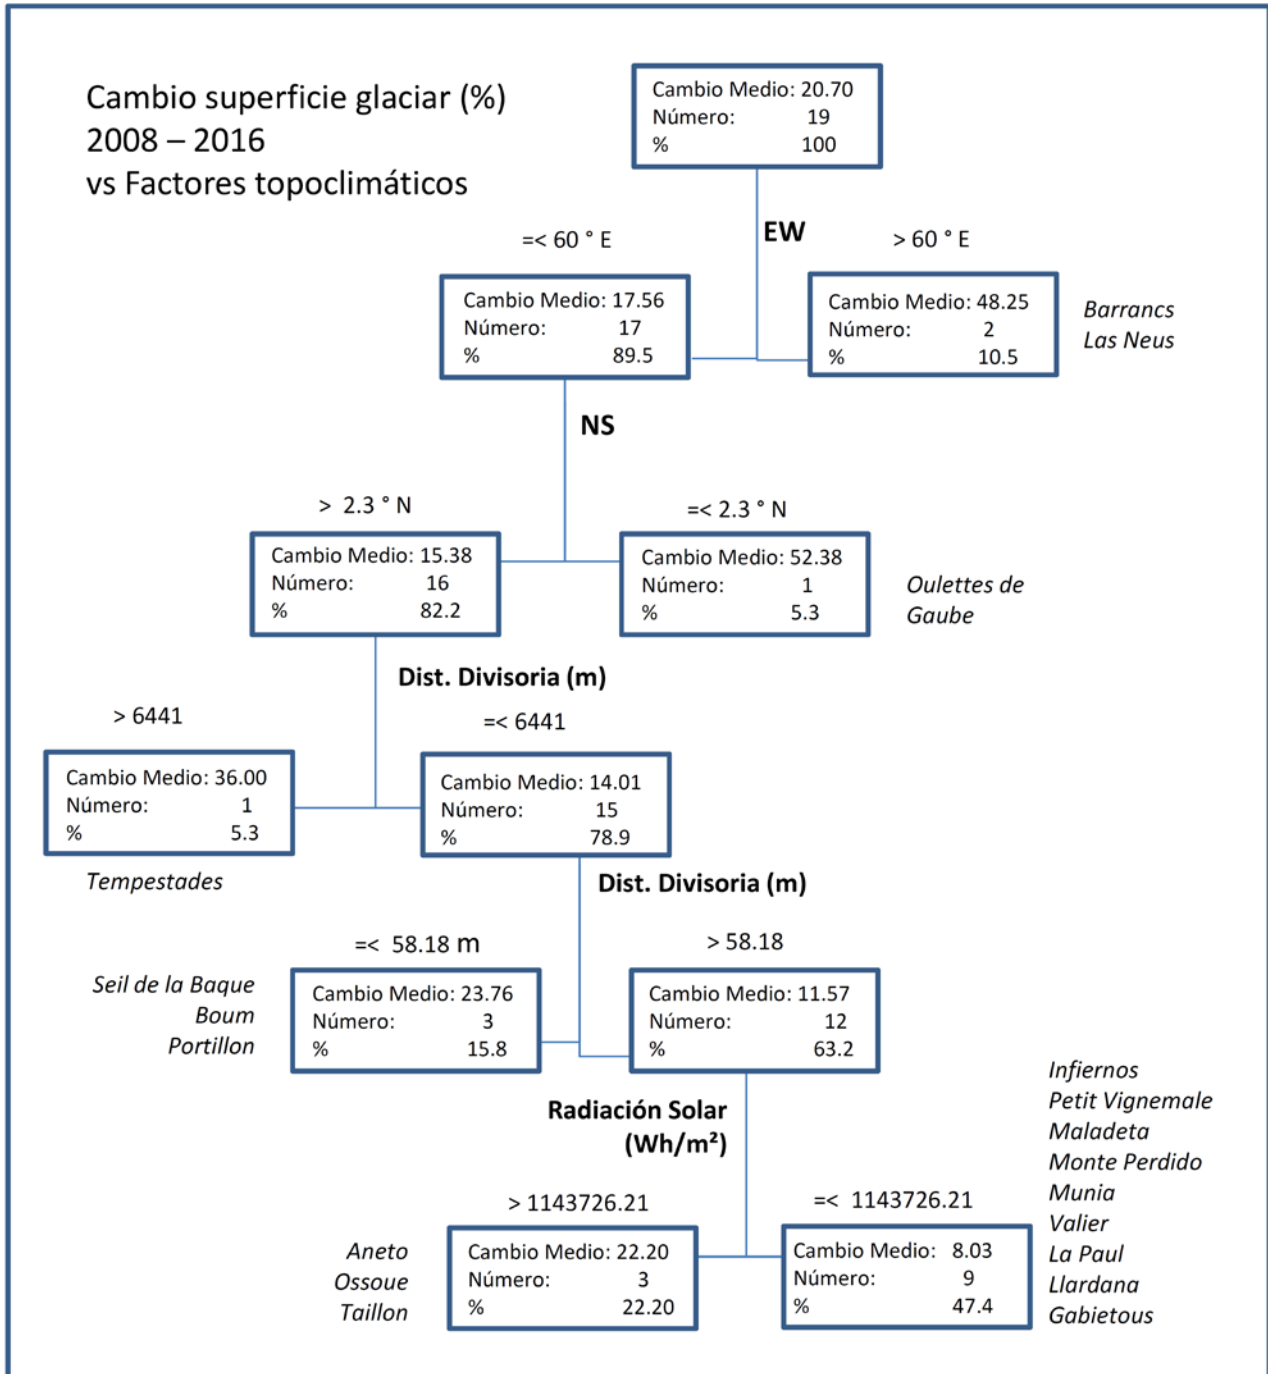 Cambio superficie glaciar (%)
2008 – 2016
vs Factores topoclimáticos
Cambio Medio: 20.70
Número: 19
% 100
EW
=< 60 ° E
> 60 ° E
Cambio Medio: 17.56
Número: 17
% 89.5
Cambio Medio: 48.25
Número: 2
% 10.5
Barrancs
Las Neus
NS
> 2.3 ° N
=< 2.3 ° N
Cambio Medio: 15.38
Número: 16
% 82.2
Cambio Medio: 52.38
Número: 1
% 5.3
Oulettes de
Gaube
Dist. Divisoria (m)
> 6441
=< 6441
Cambio Medio: 36.00
Número: 1
% 5.3
Cambio Medio: 14.01
Número: 15
% 78.9
Tempestades
Dist. Divisoria (m)
=< 58.18 m
> 58.18
Seil de la Baque
Boum
Portillon
Cambio Medio: 23.76
Número: 3
% 15.8
Cambio Medio: 11.57
Número: 12
% 63.2
Radiación Solar
(Wh/m²)
> 1143726.21
=< 1143726.21
Aneto
Ossoue
Taillon
Cambio Medio: 22.20
Número: 3
% 22.20
Cambio Medio: 8.03
Número: 9
% 47.4
Infiernos
Petit Vignemale
Maladeta
Monte Perdido
Munia
Valier
La Paul
Llardana
Gabietous